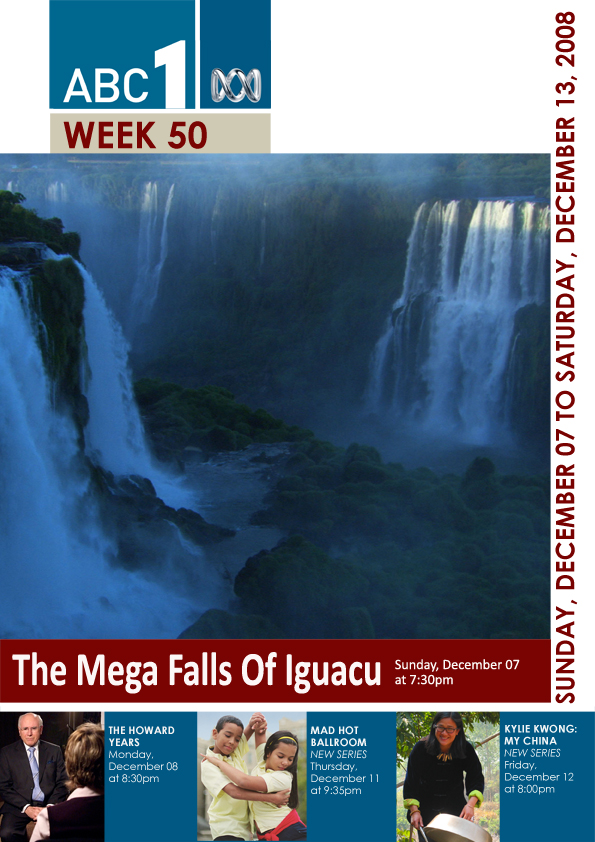 ABC1
WEEK 50
SUNDAY, DECEMBER 07 TO SATURDAY, DECEMBER 13, 2008
The Mega Falls Of Iguacu
Sunday, December 07
at 7:30pm
THE HOWARD
YEARS
Monday,
December 08
at 8:30pm
MAD HOT
BALLROOM
NEW SERIES
Thursday,
December 11
at 9:35pm
KYLIE KWONG:
MY CHINA
NEW SERIES
Friday,
December 12
at 8:00pm